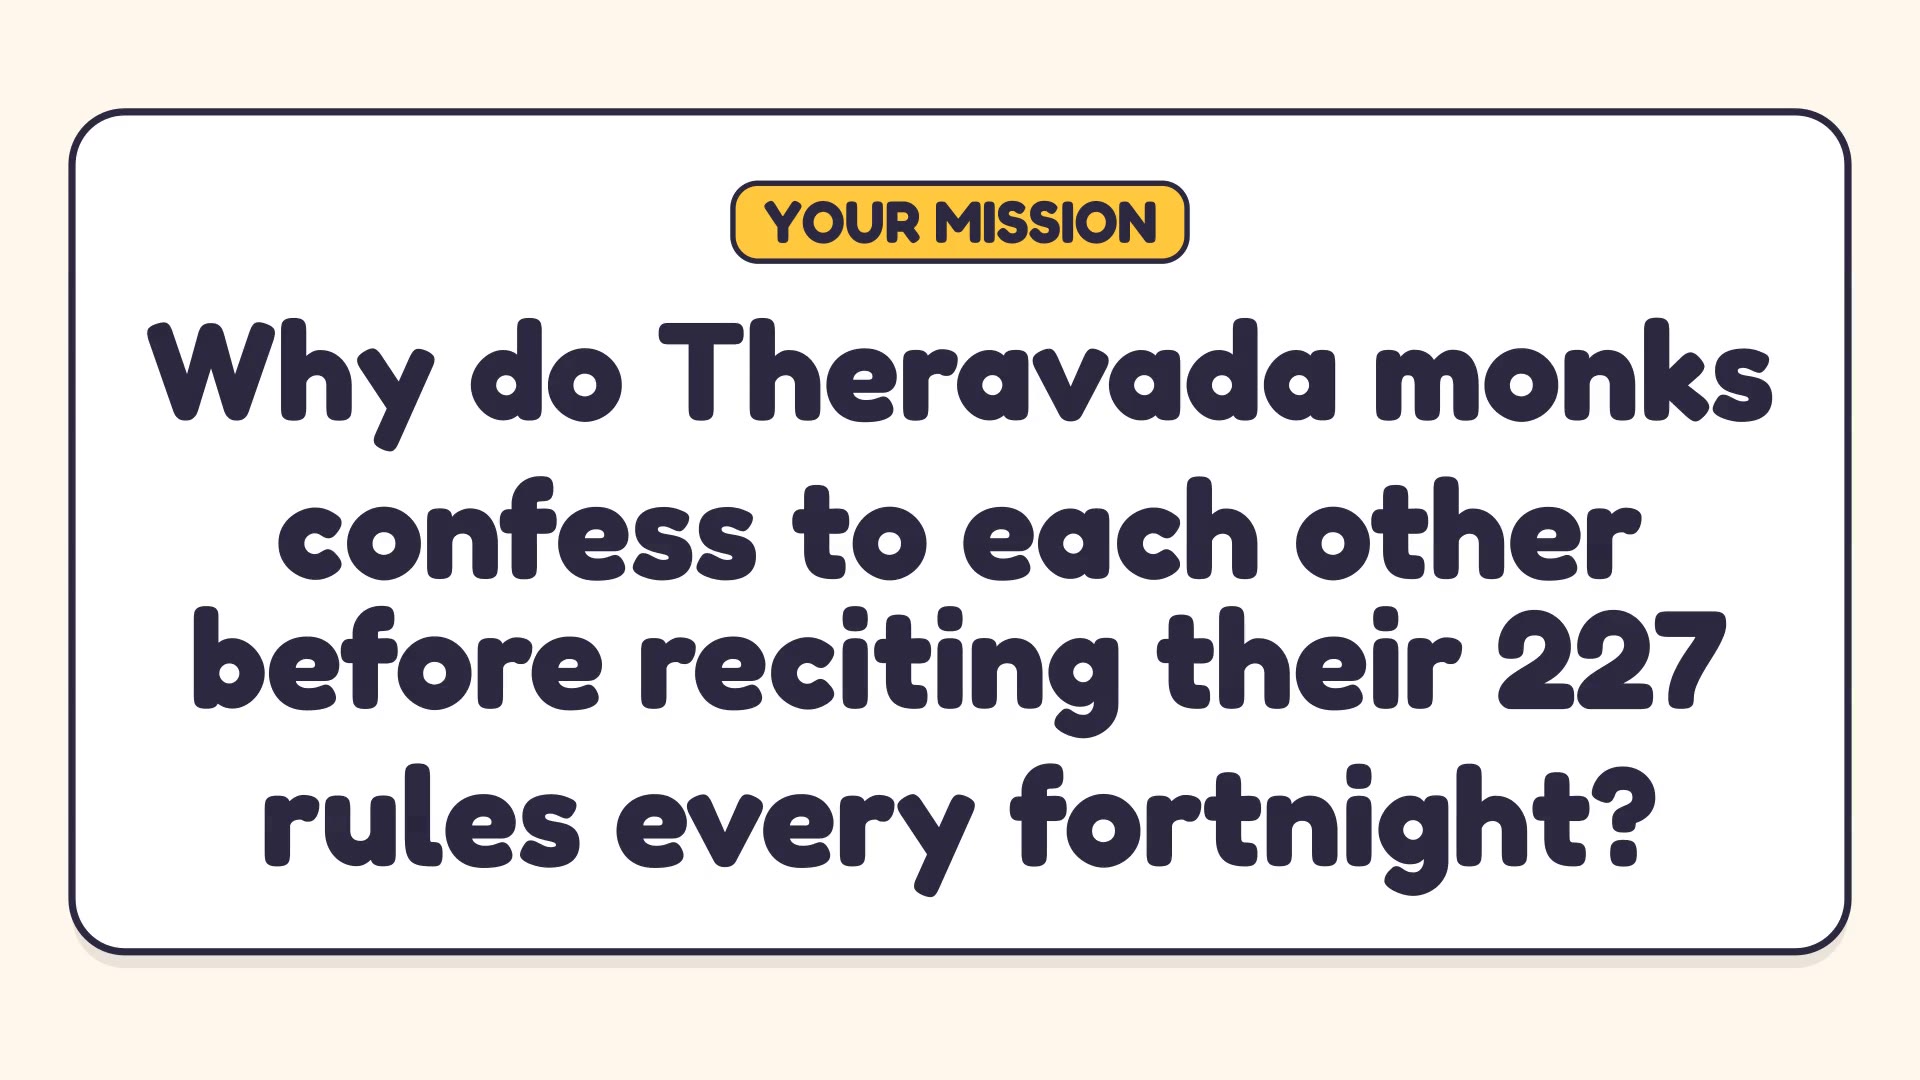 YOUR MISSION
Why do Theravada monks
confess to each other
before reciting their 227
rules every fortnight?